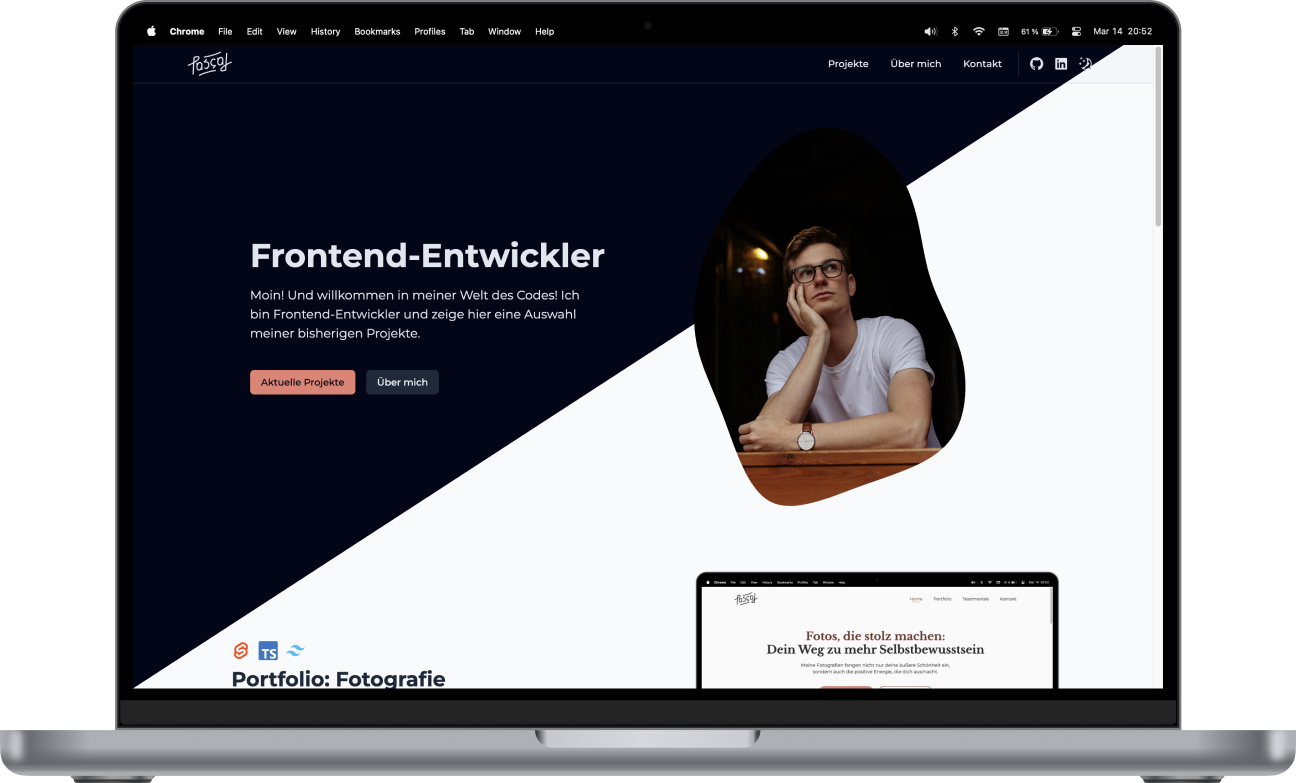 Chrome File Edit View History Bookmarks Profiles Tab Window Help 61 % Mar 14 20:52
Pascal Projekte Über mich Kontakt
Frontend-Entwickler
Moin! Und willkommen in meiner Welt des Codes! Ich
bin Frontend-Entwickler und zeige hier eine Auswahl
meiner bisherigen Projekte.
Aktuelle Projekte Über mich
TS
Portfolio: Fotografie
Chrome File Edit View History Bookmarks Profiles Tab Window Help
Pascal Home Portfolio Testimonials Kontakt
Fotos, die stolz machen:
Dein Weg zu mehr Selbstbewusstsein
Meine Fotografien fangen nicht nur deine äußere Schönheit ein,
sondern auch die positive Energie, die dich ausmacht.